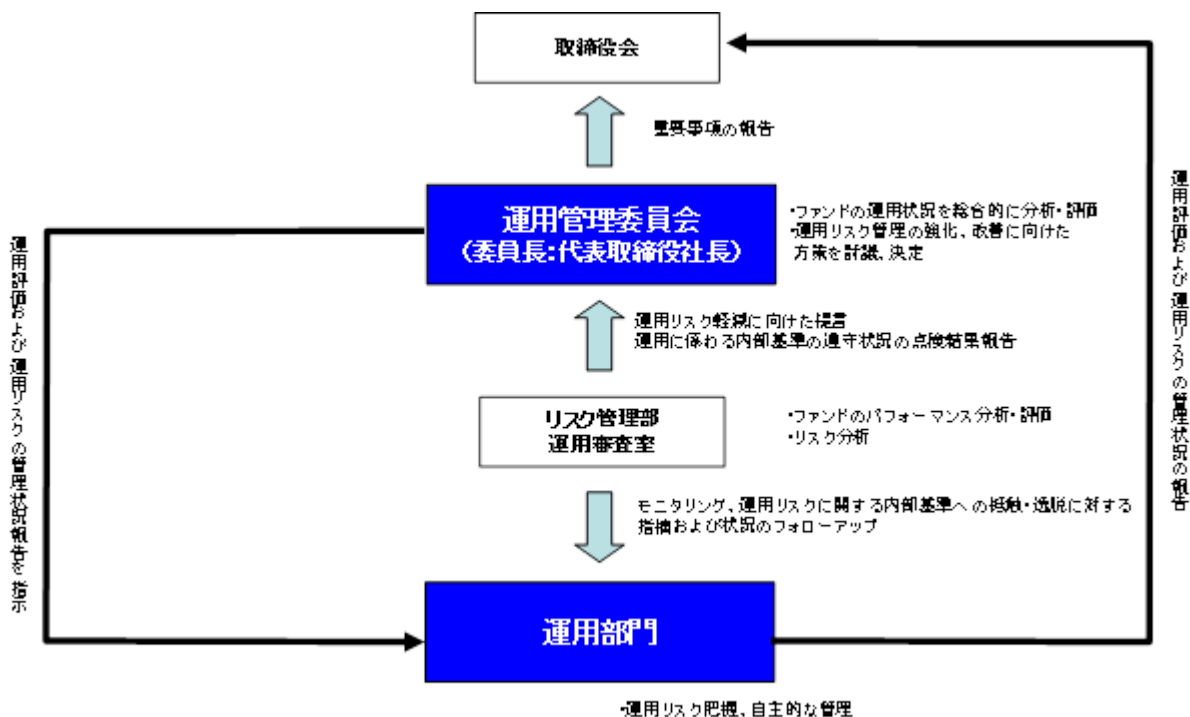 取締役会
重要事項の報告
運用管理委員会
(委員長:代表取締役社長)
・ファンドの運用状況を総合的に分析・評価
・運用リスク管理の強化、改善に向けた
方策を討議、決定
運用リスク軽減に向けた提言
運用に係わる内部基準の遵守状況の点検結果報告
リスク管理部
運用審査室
・ファンドのパフォーマンス分析・評価
・リスク分析
モニタリング、運用リスクに関する内部基準への抵触・逸脱に対する
指摘および状況のフォローアップ
運用部門
・運用リスク把握、自主的な管理
運用評価および運用リスクの管理状況報告を指示
運用評価および運用リスクの管理状況の報告